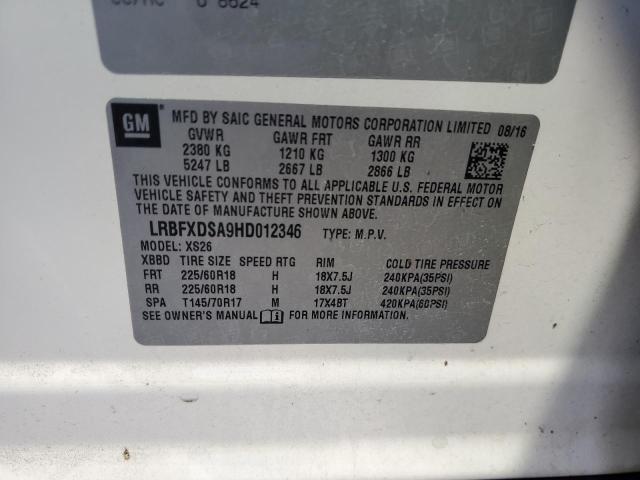 GM
MFD BY SAIC GENERAL MOTORS CORPORATION LIMITED 08/16
GVWR GAWR FRT GAWR RR
2380 KG 1210 KG 1300 KG
5247 LB 2667 LB 2866 LB
THIS VEHICLE CONFORMS TO ALL APPLICABLE U.S. FEDERAL MOTOR
VEHICLE SAFETY AND THEFT PREVENTION STANDARDS IN EFFECT ON
THE DATE OF MANUFACTURE SHOWN ABOVE.
LRBFXDSA9HD012346 TYPE: M.P.V.
MODEL: XS26
XBBD TIRE SIZE SPEED RTG RIM COLD TIRE PRESSURE
FRT 225/60R18 H 18X7.5J 240KPA(35PSI)
RR 225/60R18 H 18X7.5J 240KPA(35PSI)
SPA T145/70R17 M 17X4BT 420KPA(60PSI)
SEE OWNER'S MANUAL FOR MORE INFORMATION.